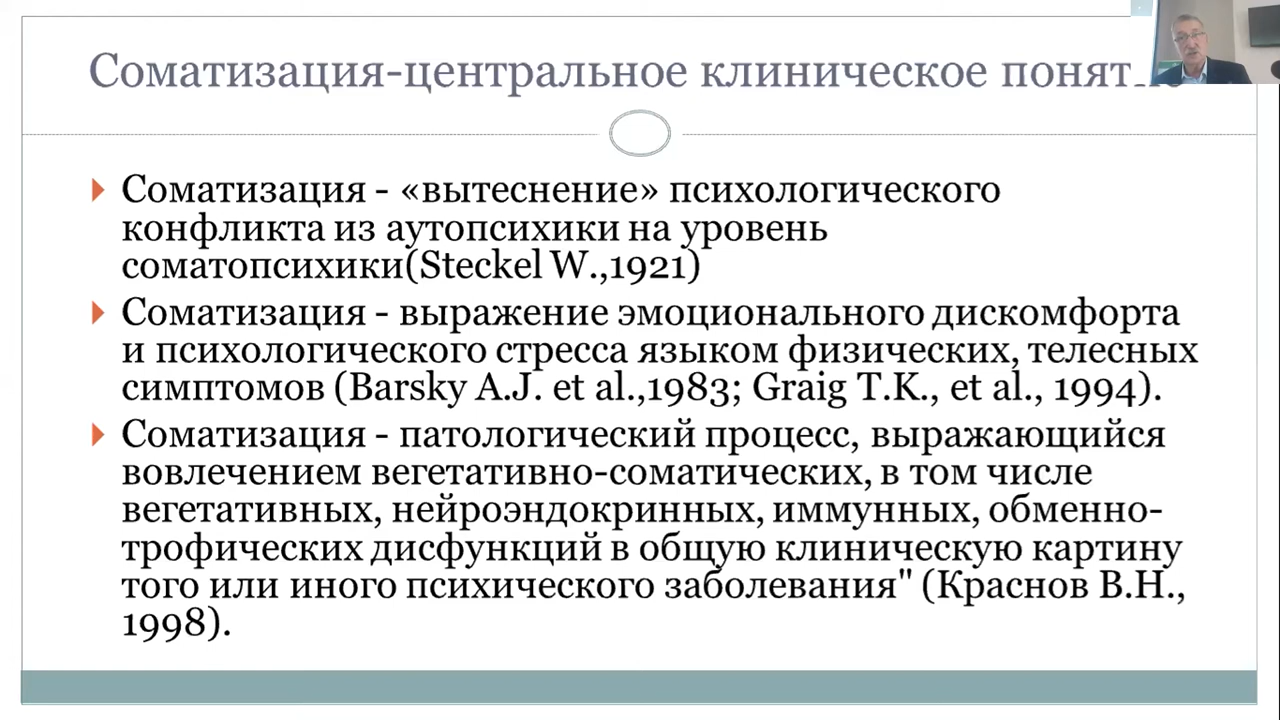 Соматизация-центральное клиническое
Соматизация - «вытеснение» психологического
конфликта из аутопсихики на уровень
соматопсихики(Steckel W.,1921)
Соматизация - выражение эмоционального дискомфорта
и психологического стресса языком физических, телесных
симптомов (Barsky A.J. et al.,1983; Graig T.K., et al., 1994).
Соматизация - патологический процесс, выражающийся
вовлечением вегетативно-соматических, в том числе
вегетативных, нейроэндокринных, иммунных, обменно-
трофических дисфункций в общую клиническую картину
того или иного психического заболевания" (Краснов В.Н.,
1998).